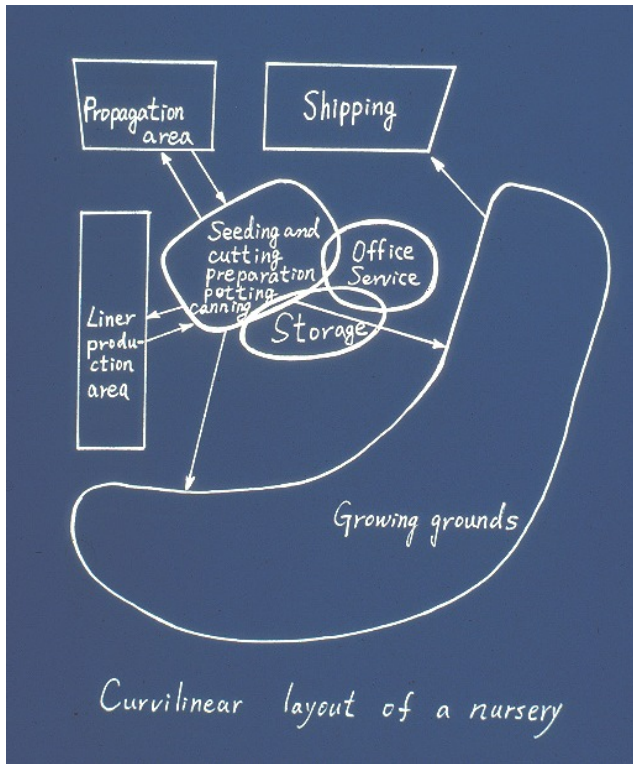 Propagation
area
Shipping
Seeding and
cutting
preparation
potting
canning
Office
Service
Storage
Liner
produ-
ction
area
Growing grounds
Curvilinear layout of a nursery